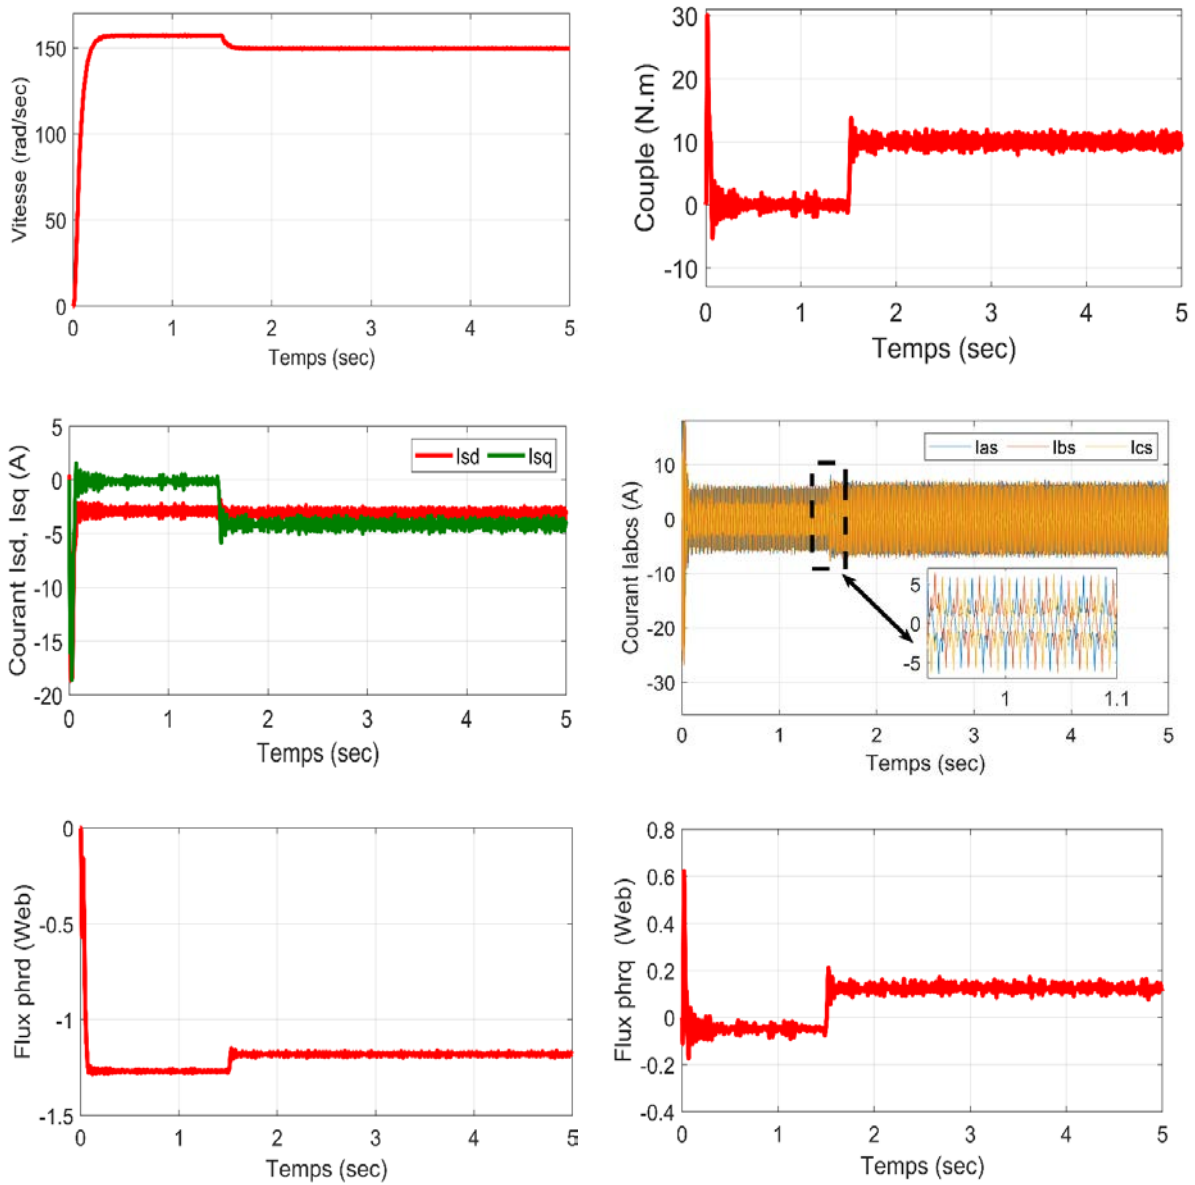 Vitesse (rad/sec)
150
100
50
0
0 1 2 3 4 5
Temps (sec)
Couple (N.m)
30
20
10
0
-10
0 1 2 3 4 5
Temps (sec)
Courant Isd, Isq (A)
5
0
-5
-10
-15
-20
Isd Isq
0 1 2 3 4 5
Temps (sec)
Courant Iabcs (A)
10
0
-10
-20
-30
Ias Ibs Ics
5
0
-5
1 1.1
0 1 2 3 4 5
Temps (sec)
Flux phrd (Web)
0
-0.5
-1
-1.5
0 1 2 3 4 5
Temps (sec)
Flux phrq (Web)
0.8
0.6
0.4
0.2
0
-0.2
-0.4
0 1 2 3 4 5
Temps (sec)